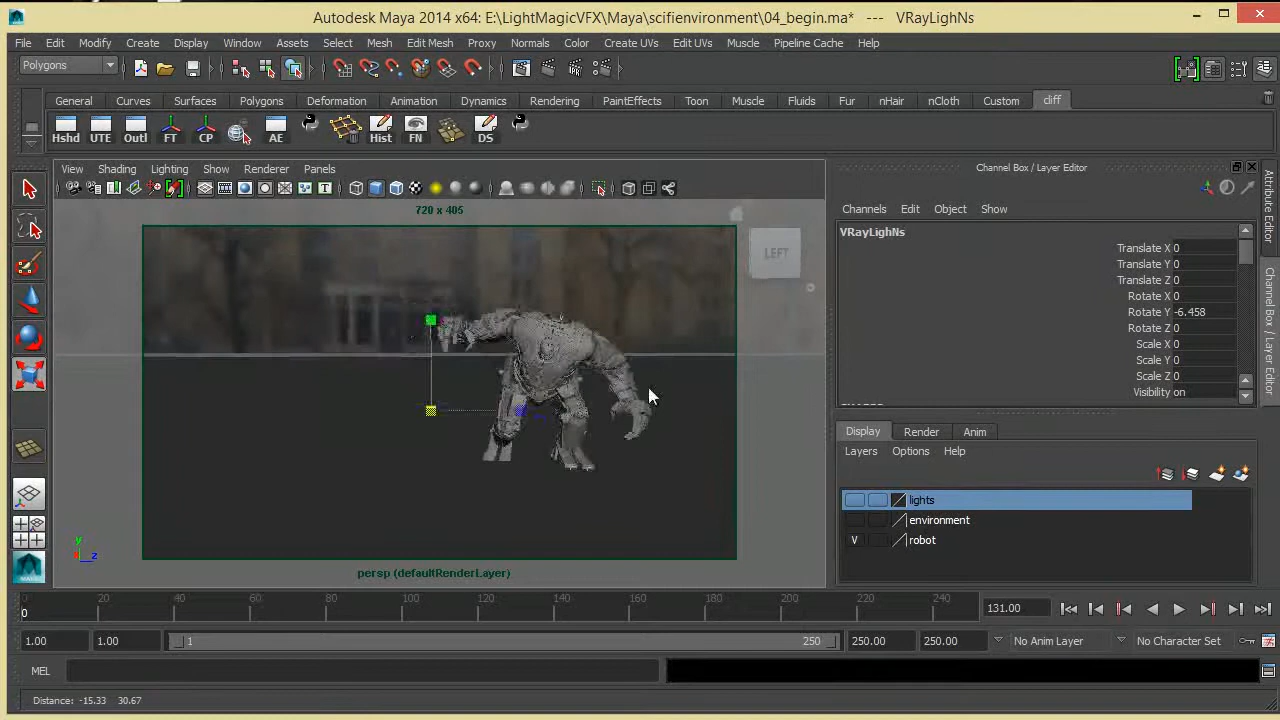 Autodesk Maya 2014 x64: E:\LightMagicVFX\Maya\scifienvironment\04_begin.ma* --- VRayLighNs
File Edit Modify Create Display Window Assets Select Mesh Edit Mesh Proxy Normals Color Create UVs Edit UVs Muscle Pipeline Cache Help
Polygons
General Curves Surfaces Polygons Deformation Animation Dynamics Rendering PaintEffects Toon Muscle Fluids Fur nHair nCloth Custom cliff
Hshd UTE Outl FT CP AE Hist FN DS
View Shading Lighting Show Renderer Panels
Channel Box / Layer Editor
720 x 405
LEFT
Channels Edit Object Show
VRayLighNs
Translate X 0
Translate Y 0
Translate Z 0
Rotate X 0
Rotate Y -6.458
Rotate Z 0
Scale X 0
Scale Y 0
Scale Z 0
Visibility on
Attribute Editor
Channel Box / Layer Editor
Display Render Anim
Layers Options Help
lights
environment
V robot
y
x z
persp (defaultRenderLayer)
0 20 40 60 80 100 120 140 160 180 200 220 240
0
131.00
1.00 1.00 1 250 250.00 250.00 No Anim Layer No Character Set
MEL
Distance: -15.33 30.67